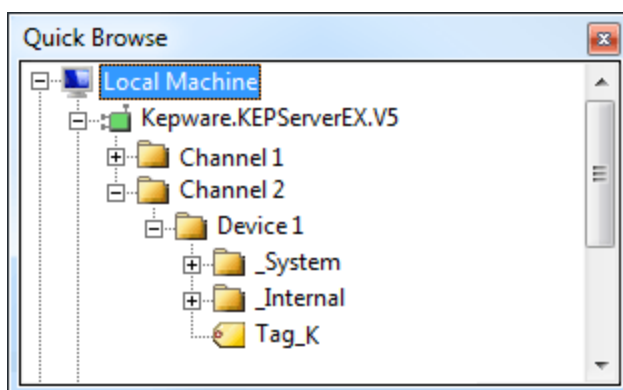 Quick Browse
Local Machine
Kepware.KEPServerEX.V5
Channel 1
Channel 2
Device 1
_System
_Internal
Tag_K